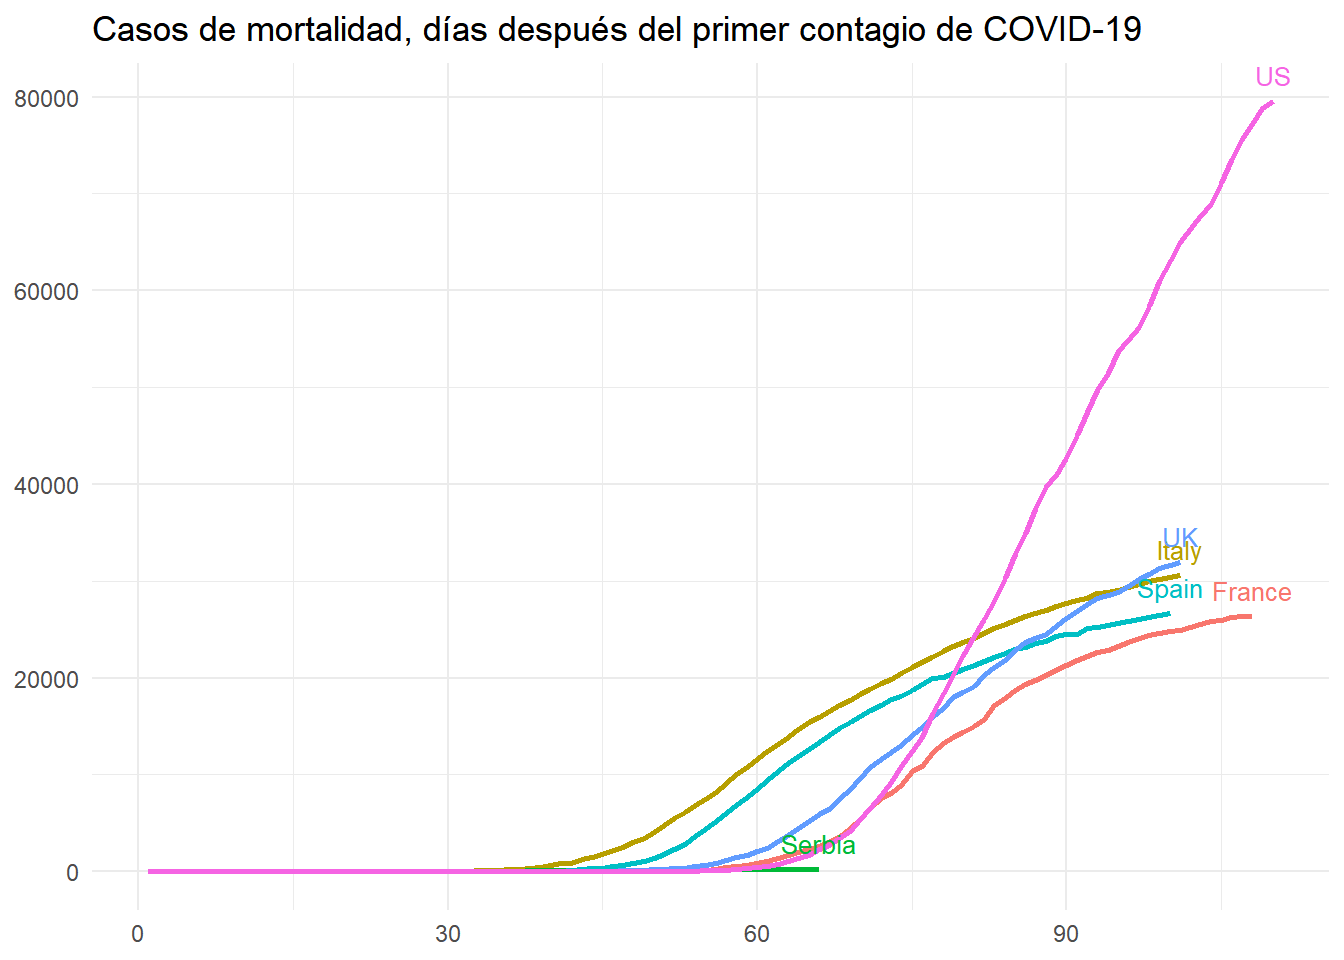 Casos de mortalidad, días después del primer contagio de COVID-19
US
80000
60000
40000
UK
Italy
Spain
France
20000
Serbia
0
0 30 60 90